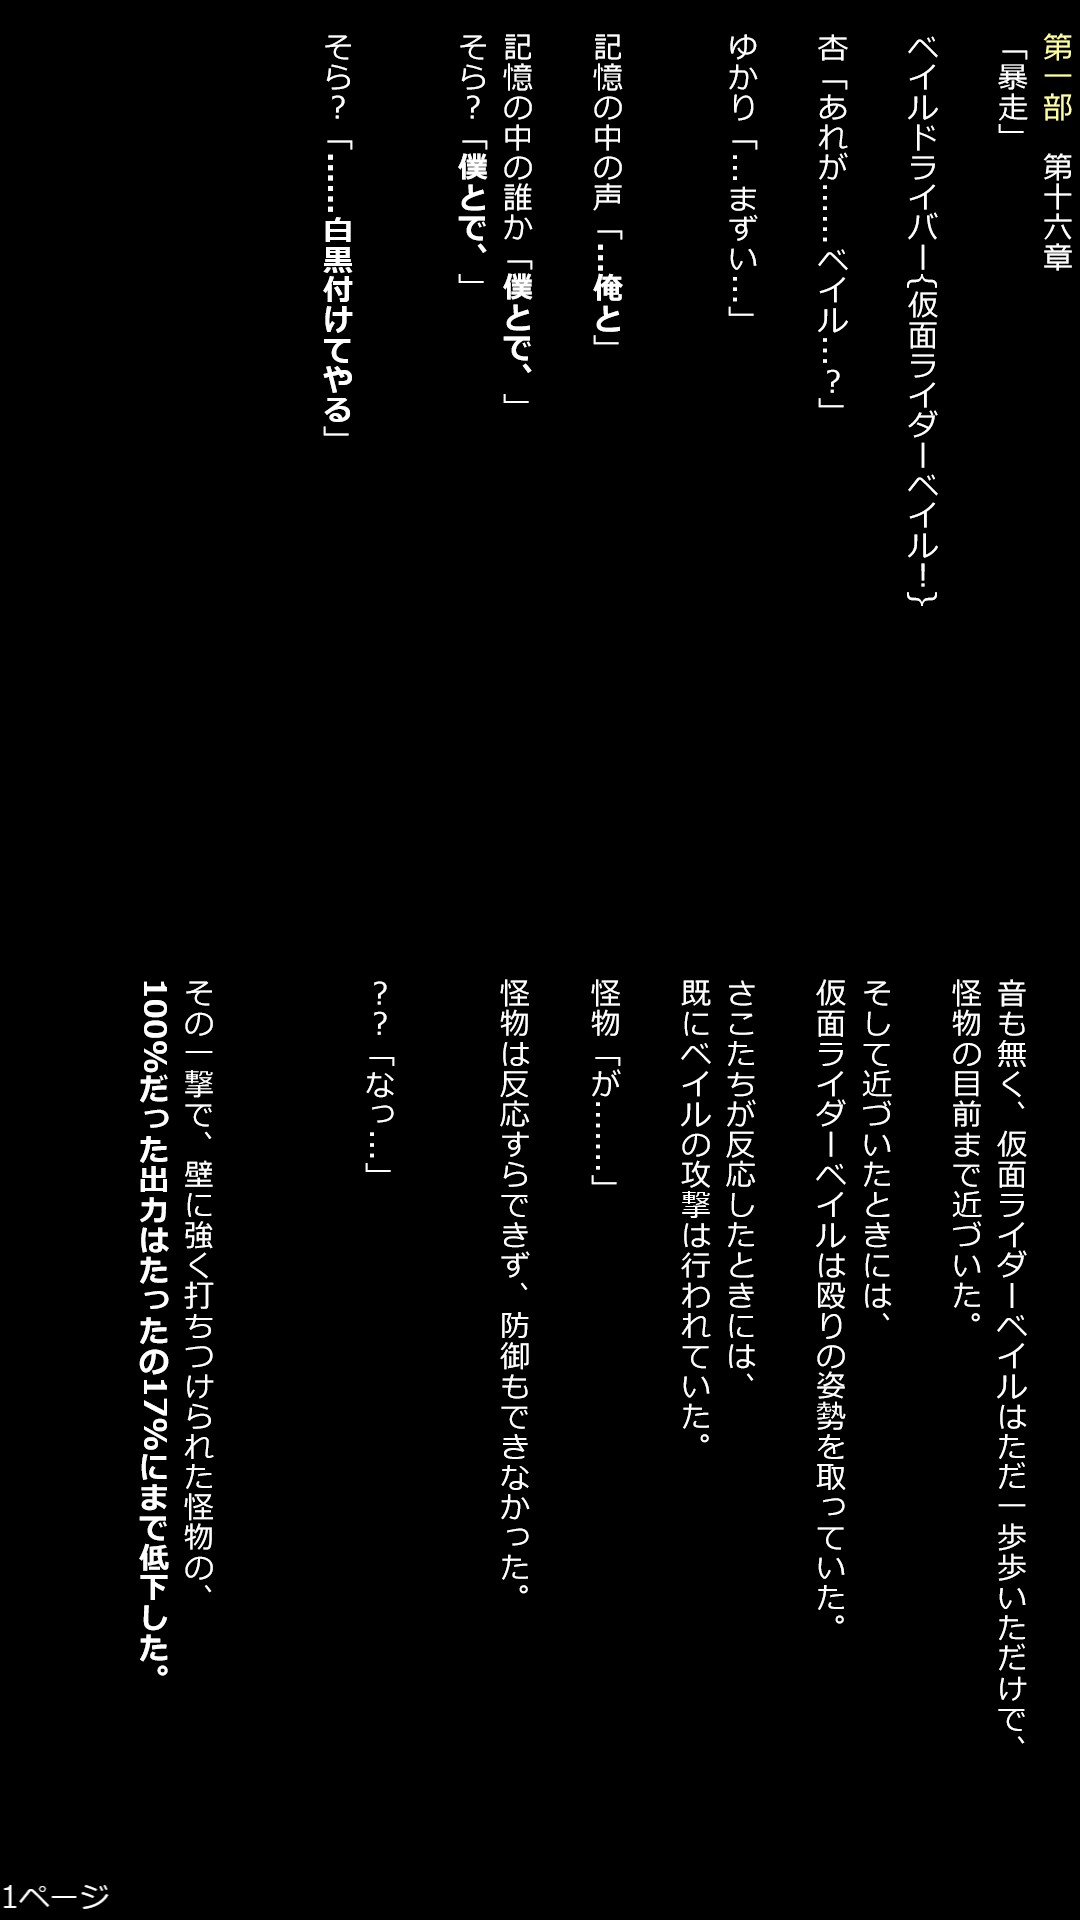 第一部　第十六章
「暴走」
ベイルドライバー{仮面ライダーベイル！}
杏「あれが……ベイル…？」
ゆかり「…まずい…」
記憶の中の声「…俺と」
記憶の中の誰か「僕とで、」
そら？「僕とで、」
そら？「……白黒付けてやる」
音も無く、仮面ライダーベイルはただ一歩歩いただけで、
怪物の目前まで近づいた。
そして近づいたときには、
仮面ライダーベイルは殴りの姿勢を取っていた。
さこたちが反応したときには、
既にベイルの攻撃は行われていた。
怪物「が………」
怪物は反応すらできず、防御もできなかった。
？？「なっ…」
その一撃で、壁に強く打ちつけられた怪物の、
100%だった出力はたったの17%にまで低下した。
1ページ